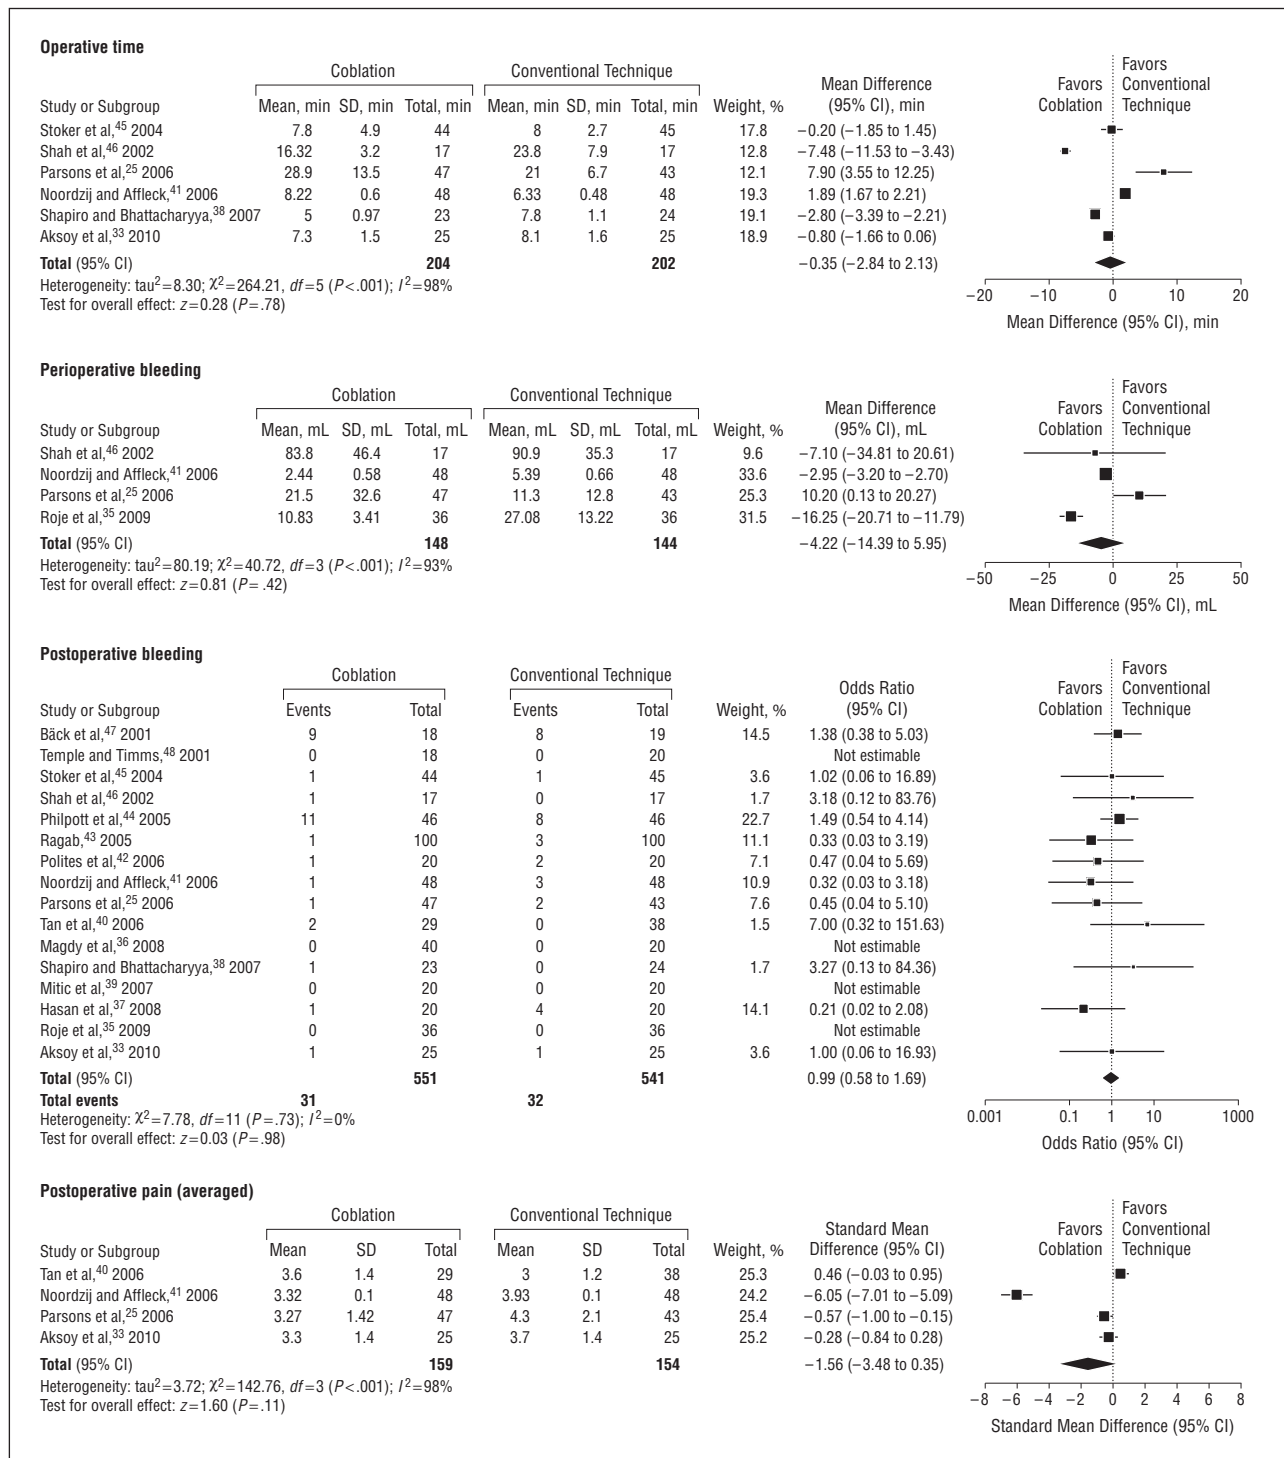 Operative time
Coblation Conventional Technique Mean Difference (95% CI), min Favors Coblation Favors Conventional Technique
Study or Subgroup Mean, min SD, min Total, min Mean, min SD, min Total, min Weight, %
Stoker et al,45 2004 7.8 4.9 44 8 2.7 45 17.8 −0.20 (−1.85 to 1.45)
Shah et al,46 2002 16.32 3.2 17 23.8 7.9 17 12.8 −7.48 (−11.53 to −3.43)
Parsons et al,25 2006 28.9 13.5 47 21 6.7 43 12.1 7.90 (3.55 to 12.25)
Noordzij and Affleck,41 2006 8.22 0.6 48 6.33 0.48 48 19.3 1.89 (1.67 to 2.21)
Shapiro and Bhattacharyya,38 2007 5 0.97 23 7.8 1.1 24 19.1 −2.80 (−3.39 to −2.21)
Aksoy et al,33 2010 7.3 1.5 25 8.1 1.6 25 18.9 −0.80 (−1.66 to 0.06)
Total (95% CI) 204 202 −0.35 (−2.84 to 2.13)
Heterogeneity: tau2=8.30; χ2=264.21, df=5 (P<.001); I2=98%
Test for overall effect: z=0.28 (P=.78)
−20 −10 0 10 20
Mean Difference (95% CI), min
Perioperative bleeding
Coblation Conventional Technique Mean Difference (95% CI), mL Favors Coblation Favors Conventional Technique
Study or Subgroup Mean, mL SD, mL Total, mL Mean, mL SD, mL Total, mL Weight, %
Shah et al,46 2002 83.8 46.4 17 90.9 35.3 17 9.6 −7.10 (−34.81 to 20.61)
Noordzij and Affleck,41 2006 2.44 0.58 48 5.39 0.66 48 33.6 −2.95 (−3.20 to −2.70)
Parsons et al,25 2006 21.5 32.6 47 11.3 12.8 43 25.3 10.20 (0.13 to 20.27)
Roje et al,35 2009 10.83 3.41 36 27.08 13.22 36 31.5 −16.25 (−20.71 to −11.79)
Total (95% CI) 148 144 −4.22 (−14.39 to 5.95)
Heterogeneity: tau2=80.19; χ2=40.72, df=3 (P<.001); I2=93%
Test for overall effect: z=0.81 (P=.42)
−50 −25 0 25 50
Mean Difference (95% CI), mL
Postoperative bleeding
Coblation Conventional Technique Odds Ratio (95% CI) Favors Coblation Favors Conventional Technique
Study or Subgroup Events Total Events Total Weight, %
Bäck et al,47 2001 9 18 8 19 14.5 1.38 (0.38 to 5.03)
Temple and Timms,48 2001 0 18 0 20 Not estimable
Stoker et al,45 2004 1 44 1 45 3.6 1.02 (0.06 to 16.89)
Shah et al,46 2002 1 17 0 17 1.7 3.18 (0.12 to 83.76)
Philpott et al,44 2005 11 46 8 46 22.7 1.49 (0.54 to 4.14)
Ragab,43 2005 1 100 3 100 11.1 0.33 (0.03 to 3.19)
Polites et al,42 2006 1 20 2 20 7.1 0.47 (0.04 to 5.69)
Noordzij and Affleck,41 2006 1 48 3 48 10.9 0.32 (0.03 to 3.18)
Parsons et al,25 2006 1 47 2 43 7.6 0.45 (0.04 to 5.10)
Tan et al,40 2006 2 29 0 38 1.5 7.00 (0.32 to 151.63)
Magdy et al,36 2008 0 40 0 20 Not estimable
Shapiro and Bhattacharyya,38 2007 1 23 0 24 1.7 3.27 (0.13 to 84.36)
Mitic et al,39 2007 0 20 0 20 Not estimable
Hasan et al,37 2008 1 20 4 20 14.1 0.21 (0.02 to 2.08)
Roje et al,35 2009 0 36 0 36 Not estimable
Aksoy et al,33 2010 1 25 1 25 3.6 1.00 (0.06 to 16.93)
Total (95% CI) 551 541 0.99 (0.58 to 1.69)
Total events 31 32
Heterogeneity: χ2=7.78, df=11 (P=.73); I2=0%
Test for overall effect: z=0.03 (P=.98)
0.001 0.1 1 10 1000
Odds Ratio (95% CI)
Postoperative pain (averaged)
Coblation Conventional Technique Standard Mean Difference (95% CI) Favors Coblation Favors Conventional Technique
Study or Subgroup Mean SD Total Mean SD Total Weight, %
Tan et al,40 2006 3.6 1.4 29 3 1.2 38 25.3 0.46 (−0.03 to 0.95)
Noordzij and Affleck,41 2006 3.32 0.1 48 3.93 0.1 48 24.2 −6.05 (−7.01 to −5.09)
Parsons et al,25 2006 3.27 1.42 47 4.3 2.1 43 25.4 −0.57 (−1.00 to −0.15)
Aksoy et al,33 2010 3.3 1.4 25 3.7 1.4 25 25.2 −0.28 (−0.84 to 0.28)
Total (95% CI) 159 154 −1.56 (−3.48 to 0.35)
Heterogeneity: tau2=3.72; χ2=142.76, df=3 (P<.001); I2=98%
Test for overall effect: z=1.60 (P=.11)
−8 −6 −4 −2 0 2 4 6 8
Standard Mean Difference (95% CI)